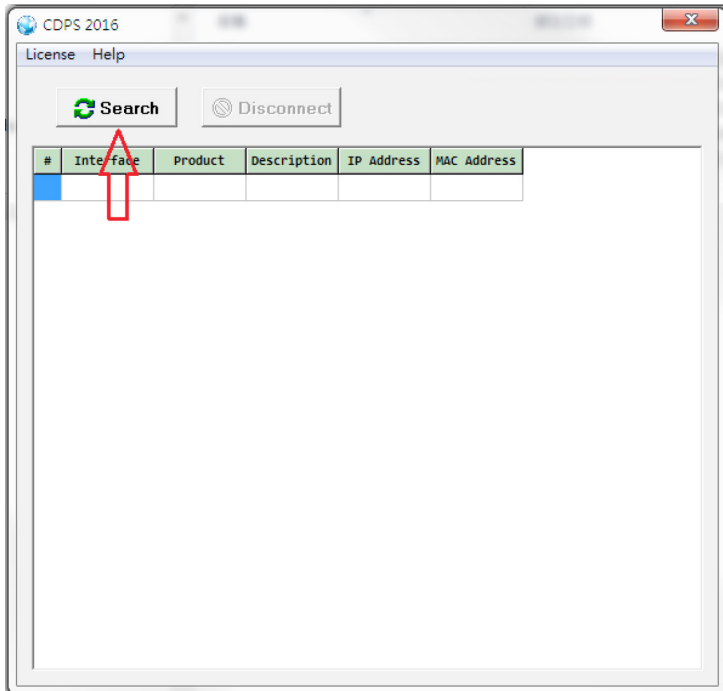 CDPS 2016
License Help
Search Disconnect
# Interface Product Description IP Address MAC Address